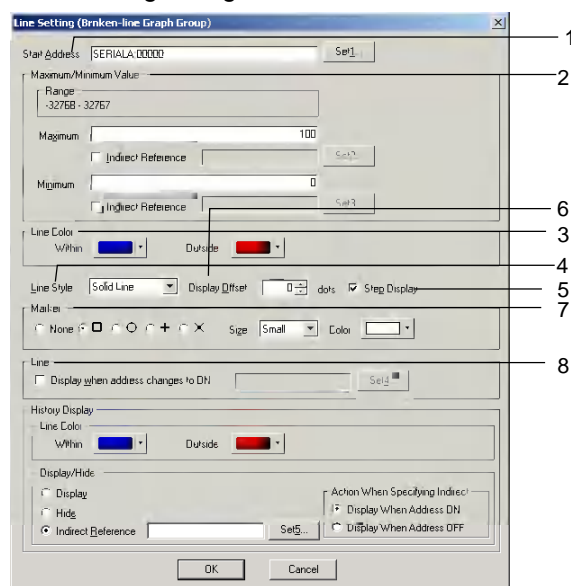 Line Setting (Brnken-line Graph Group)
Start Address SERIALA:00000 Set1... 1
Maximum/Minimum Value 2
Range
-32768 - 32767
Maximum 100
Indirect Reference Set2...
Minimum 0
Indirect Reference Set3...
6
Line Color 3
Within Outside
4
Line Style Solid Line Display Offset 0 dots Step Display 5
Marker 7
None Size Small Color
Line 8
Display when address changes to ON Set4...
History Display
Line Color
Within Outside
Display/Hide
Display
Hide
Indirect Reference Set5...
Action When Specifying Indirect
Display When Address ON
Display When Address OFF
OK Cancel